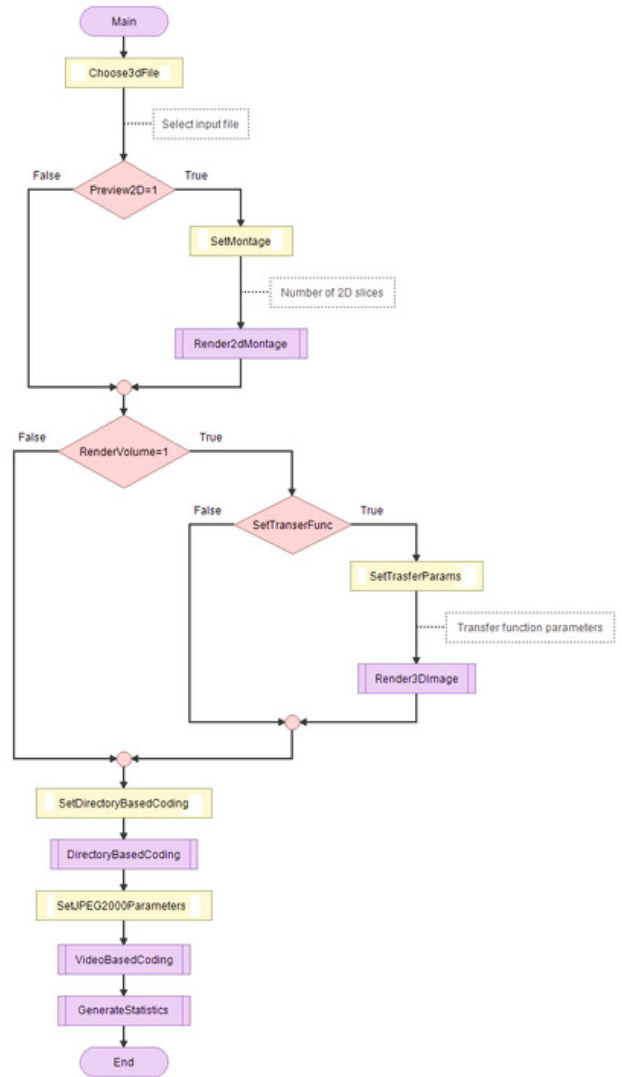 Main
Choose3dFile
Select input file
False
Preview2D=1
True
SetMontage
Number of 2D slices
Render2dMontage
False
RenderVolume=1
True
False
SetTranserFunc
True
SetTrasferParams
Transfer function parameters
Render3DImage
SetDirectoryBasedCoding
DirectoryBasedCoding
SetJPEG2000Parameters
VideoBasedCoding
GenerateStatistics
End